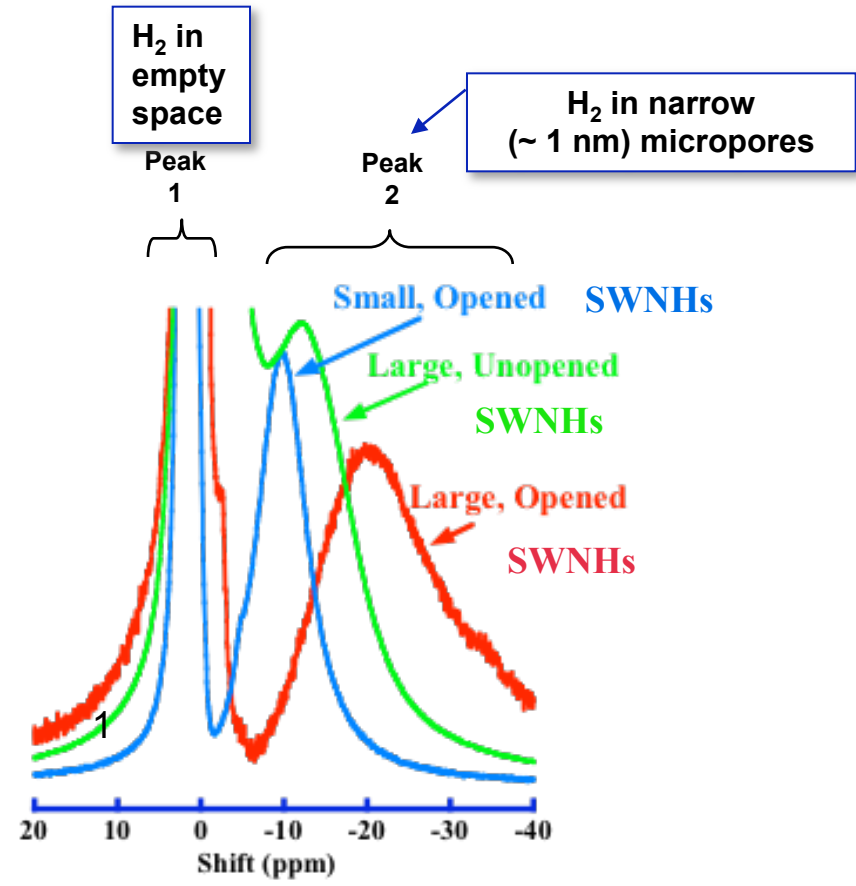 H₂ in
empty
space
H₂ in narrow
(~ 1 nm) micropores
Peak
1
Peak
2
Small, Opened SWNHs
Large, Unopened
SWNHs
Large, Opened
SWNHs
1
20 10 0 -10 -20 -30 -40
Shift (ppm)